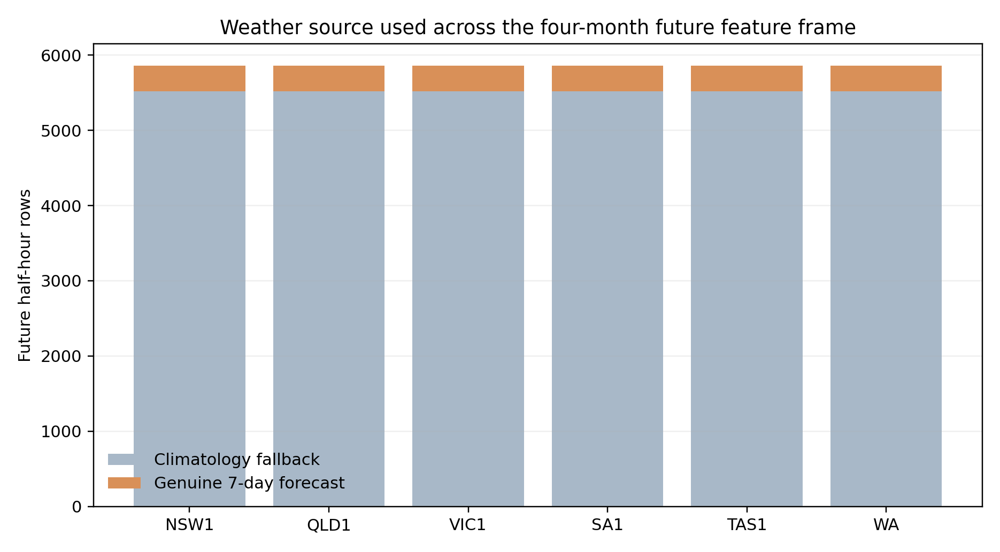 Weather source used across the four-month future feature frame
Future half-hour rows
6000
5000
4000
3000
2000
1000
0
Climatology fallback
Genuine 7-day forecast
NSW1 QLD1 VIC1 SA1 TAS1 WA